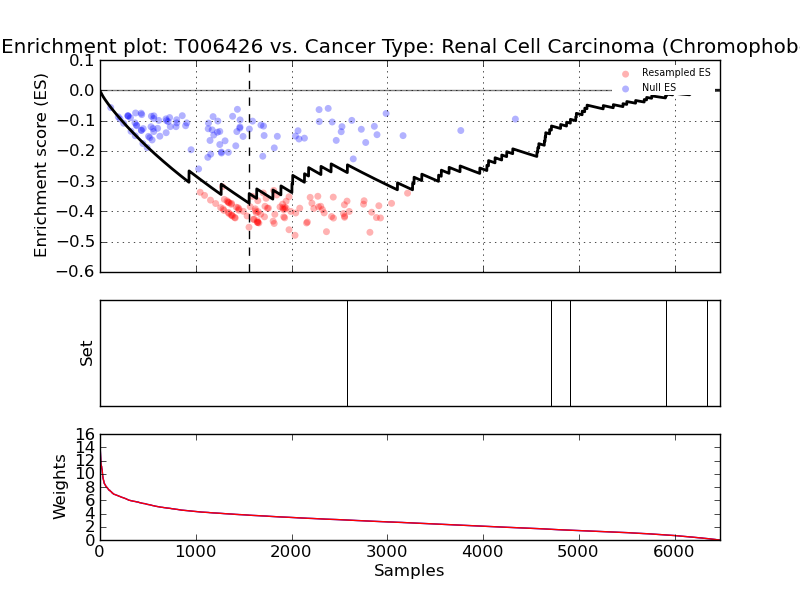 Enrichment plot: T006426 vs. Cancer Type: Renal Cell Carcinoma (Chromophob
0.1
0.0
−0.1
−0.2
−0.3
−0.4
−0.5
−0.6
Enrichment score (ES)
Resampled ES
Null ES
Set
16
14
12
10
8
6
4
2
0
Weights
0 1000 2000 3000 4000 5000 6000
Samples